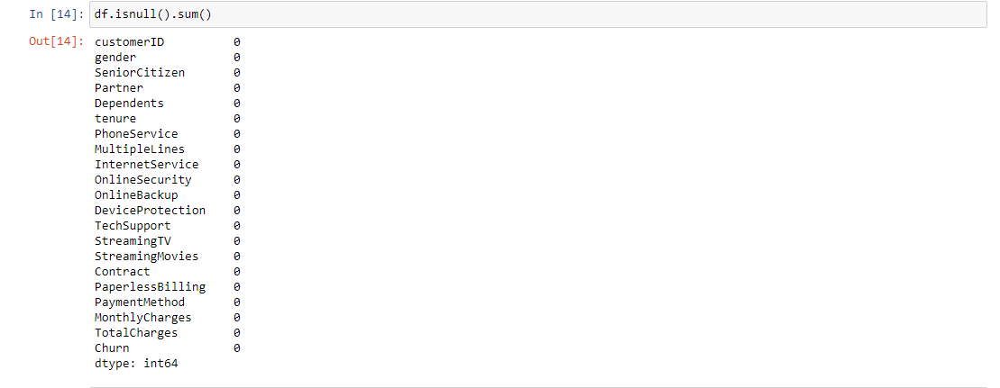 In [14]: df.isnull().sum()
Out[14]: customerID 0
gender 0
SeniorCitizen 0
Partner 0
Dependents 0
tenure 0
PhoneService 0
MultipleLines 0
InternetService 0
OnlineSecurity 0
OnlineBackup 0
DeviceProtection 0
TechSupport 0
StreamingTV 0
StreamingMovies 0
Contract 0
PaperlessBilling 0
PaymentMethod 0
MonthlyCharges 0
TotalCharges 0
Churn 0
dtype: int64